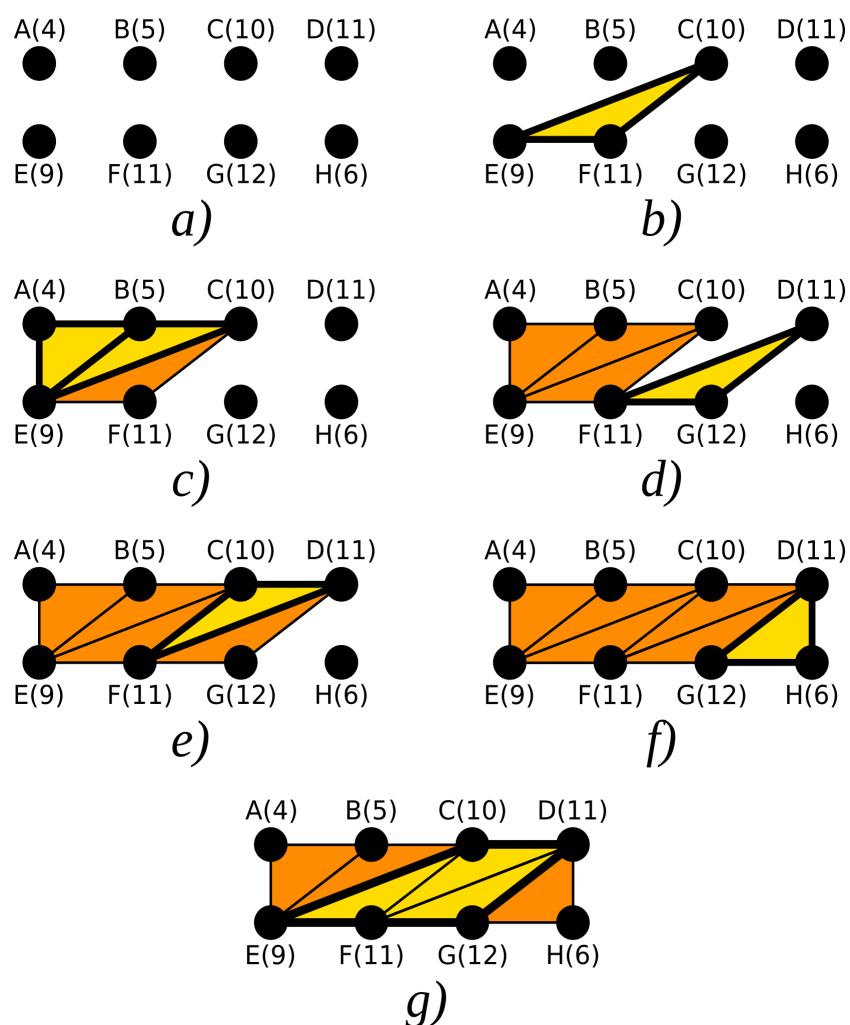 A(4) B(5) C(10) D(11)
E(9) F(11) G(12) H(6)
a)
A(4) B(5) C(10) D(11)
E(9) F(11) G(12) H(6)
b)
A(4) B(5) C(10) D(11)
E(9) F(11) G(12) H(6)
c)
A(4) B(5) C(10) D(11)
E(9) F(11) G(12) H(6)
d)
A(4) B(5) C(10) D(11)
E(9) F(11) G(12) H(6)
e)
A(4) B(5) C(10) D(11)
E(9) F(11) G(12) H(6)
f)
A(4) B(5) C(10) D(11)
E(9) F(11) G(12) H(6)
g)